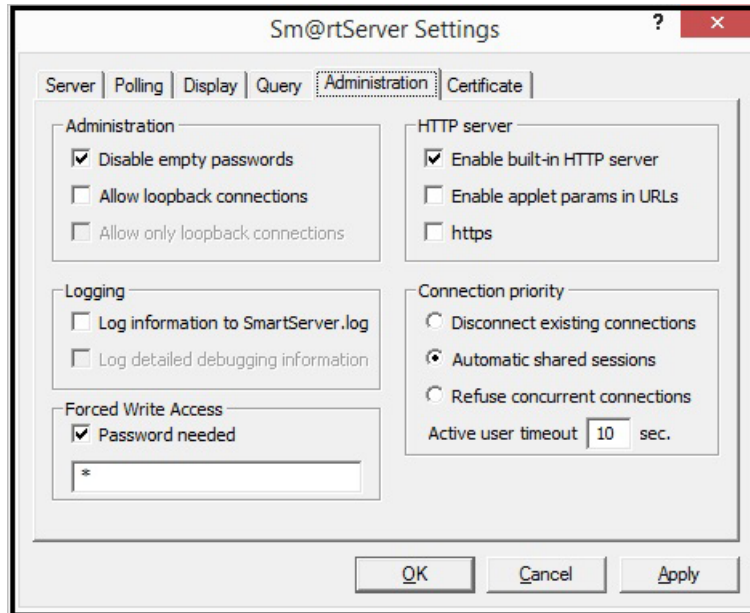 Sm@rtServer Settings
?
Server Polling Display Query Administration Certificate
Administration
Disable empty passwords
Allow loopback connections
Allow only loopback connections
Logging
Log information to SmartServer.log
Log detailed debugging information
Forced Write Access
Password needed
*
HTTP server
Enable built-in HTTP server
Enable applet params in URLs
https
Connection priority
Disconnect existing connections
Automatic shared sessions
Refuse concurrent connections
Active user timeout 10 sec.
OK Cancel Apply